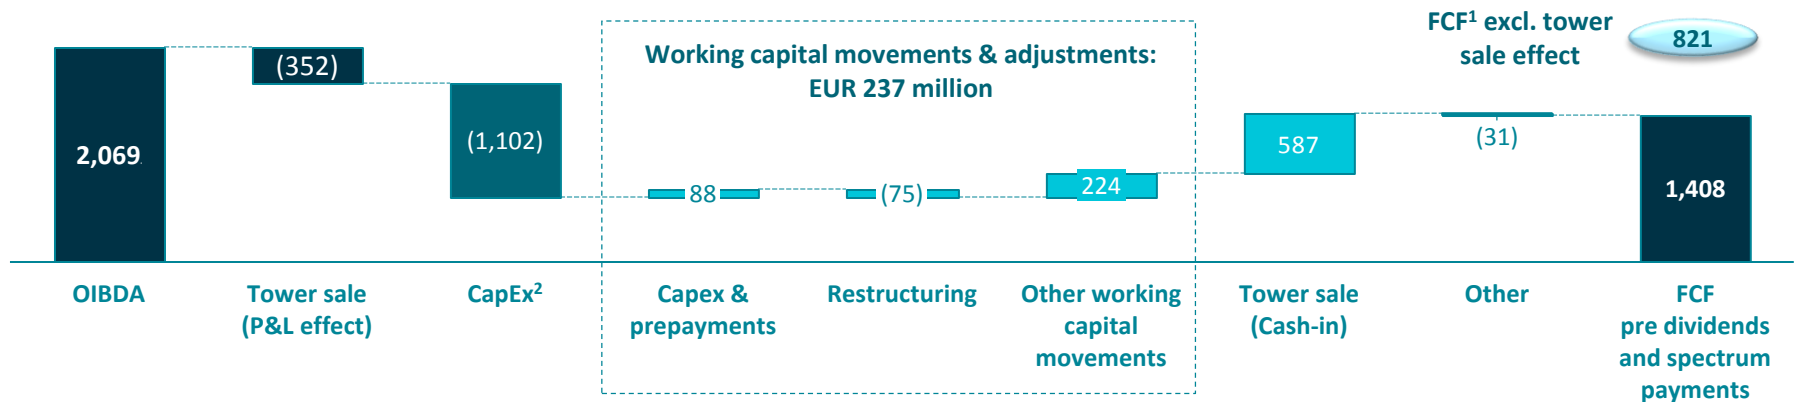 FCF¹ excl. tower
sale effect
821
Working capital movements & adjustments:
EUR 237 million
2,069
(352)
(1,102)
88
(75)
224
587
(31)
1,408
OIBDA
Tower sale
(P&L effect)
CapEx²
Capex &
prepayments
Restructuring
Other working
capital
movements
Tower sale
(Cash-in)
Other
FCF
pre dividends
and spectrum
payments